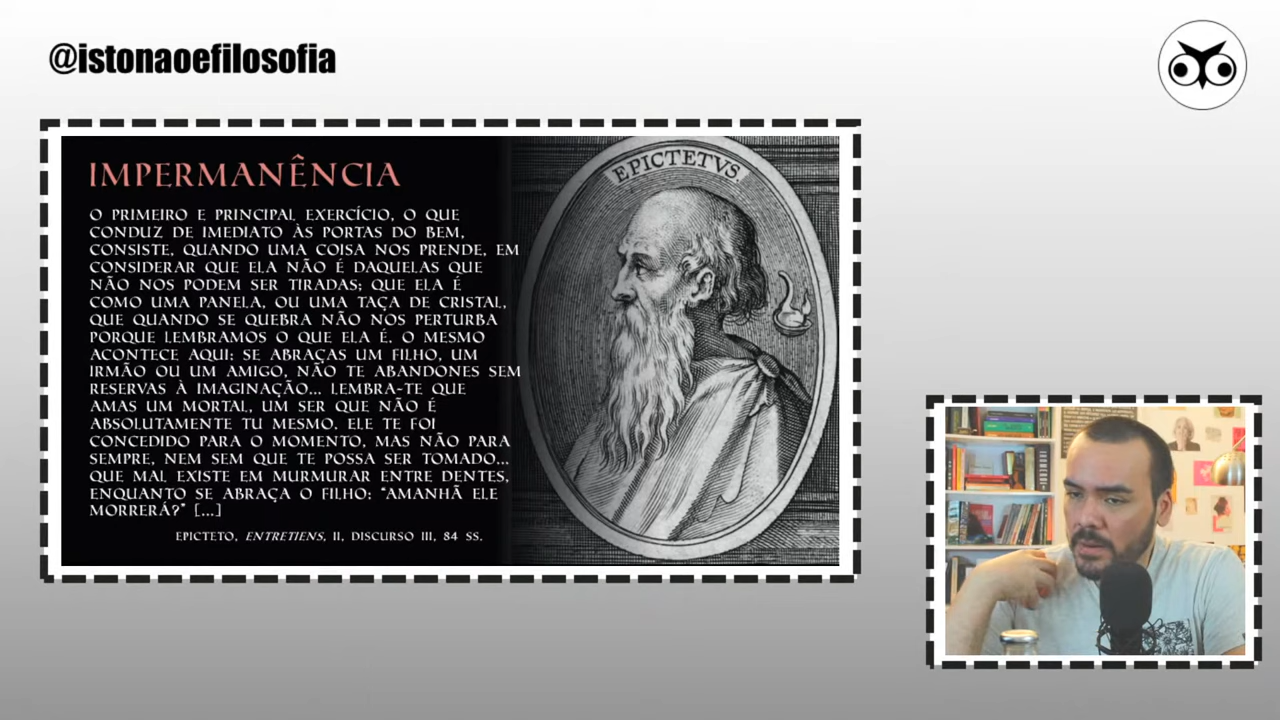 @istonaoefilosofia
IMPERMANÊNCIA
EPICTETVS.
O PRIMEIRO E PRINCIPAL EXERCÍCIO, O QUE
CONDUZ DE IMEDIATO ÀS PORTAS DO BEM,
CONSISTE, QUANDO UMA COISA NOS PRENDE, EM
CONSIDERAR QUE ELA NÃO É DAQUELAS QUE
NÃO NOS PODEM SER TIRADAS; QUE ELA É
COMO UMA PANELA, OU UMA TAÇA DE CRISTAL,
QUE QUANDO SE QUEBRA NÃO NOS PERTURBA
PORQUE LEMBRAMOS O QUE ELA É. O MESMO
ACONTECE AQUI: SE ABRAÇAS UM FILHO, UM
IRMÃO OU UM AMIGO, NÃO TE ABANDONES SEM
RESERVAS À IMAGINAÇÃO... LEMBRA-TE QUE
AMAS UM MORTAL, UM SER QUE NÃO É
ABSOLUTAMENTE TU MESMO. ELE TE FOI
CONCEDIDO PARA O MOMENTO, MAS NÃO PARA
SEMPRE, NEM SEM QUE TE POSSA SER TOMADO...
QUE MAL EXISTE EM MURMURAR ENTRE DENTES,
ENQUANTO SE ABRAÇA O FILHO: "AMANHÃ ELE
MORRERÁ?" [...]
EPICTETO, ENTRETIENS, II, DISCURSO III, 84 SS.